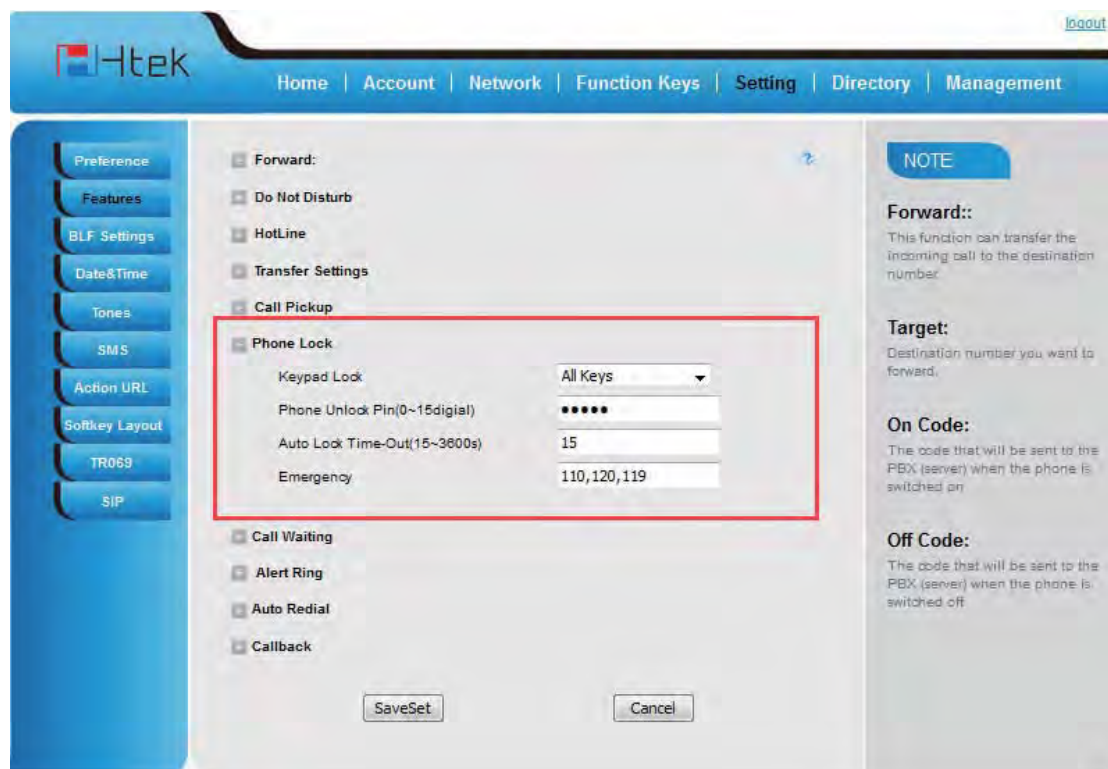 logout
Htek
Home | Account | Network | Function Keys | Setting | Directory | Management
Preference
Features
BLF Settings
Date&Time
Tones
SMS
Action URL
Softkey Layout
TR069
SIP
Forward:
Do Not Disturb
HotLine
Transfer Settings
Call Pickup
Phone Lock
Keypad Lock All Keys
Phone Unlock Pin(0~15digial) •••••
Auto Lock Time-Out(15~3600s) 15
Emergency 110,120,119
Call Waiting
Alert Ring
Auto Redial
Callback
SaveSet Cancel
NOTE
Forward::
This function can transfer the
incoming call to the destination
number.
Target:
Destination number you want to
forward.
On Code:
The code that will be sent to the
PBX (server) when the phone is
switched on
Off Code:
The code that will be sent to the
PBX (server) when the phone is
switched off